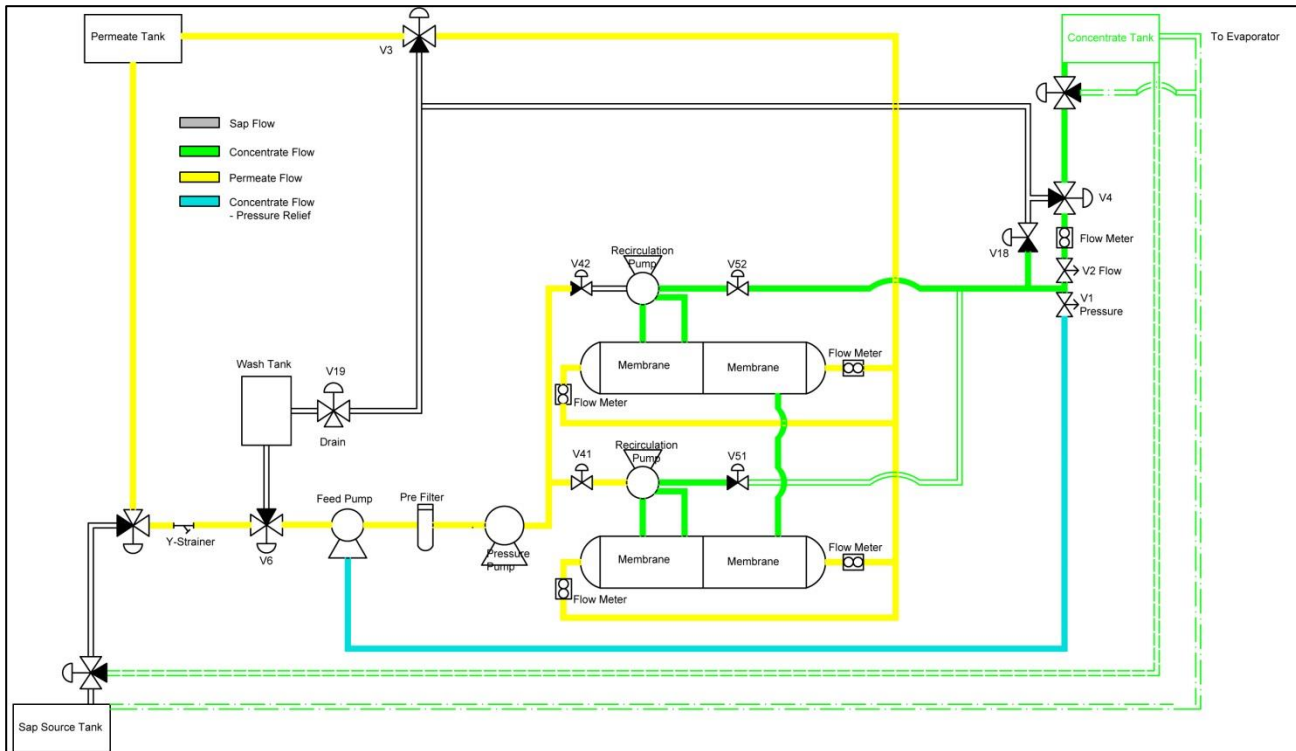 Permeate Tank
V3
Concentrate Tank
To Evaporator
Sap Flow
Concentrate Flow
Permeate Flow
Concentrate Flow
- Pressure Relief
V4
Flow Meter
V18
V2 Flow
V1
Pressure
Recirculation
Pump
V42
V52
Membrane
Membrane
Flow Meter
Flow Meter
Wash Tank
V19
Drain
Recirculation
Pump
V41
V51
Feed Pump
Pre Filter
Pressure
Pump
Y-Strainer
V6
Membrane
Membrane
Flow Meter
Flow Meter
Sap Source Tank